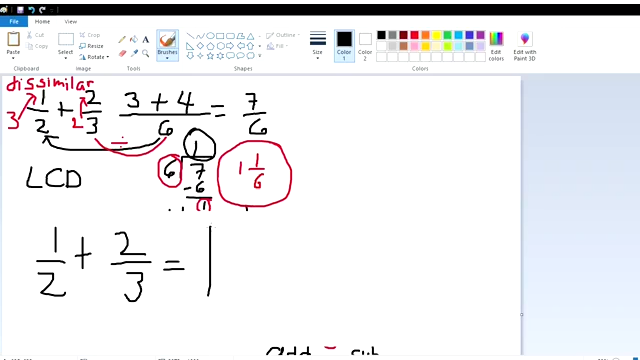 File Home View
Paste Cut Copy
Select Crop Resize Rotate
Brushes
Outline Fill
Size
Color 1 Color 2
Edit colors Edit with Paint 3D
Clipboard Image Tools Shapes Colors
dissimilar
1/2 + 2/3 (3 + 4)/6 = 7/6
3 2 ÷ 1
LCD 6 7 1 1/6
- 6
1
1/2 + 2/3 = |
add - sub